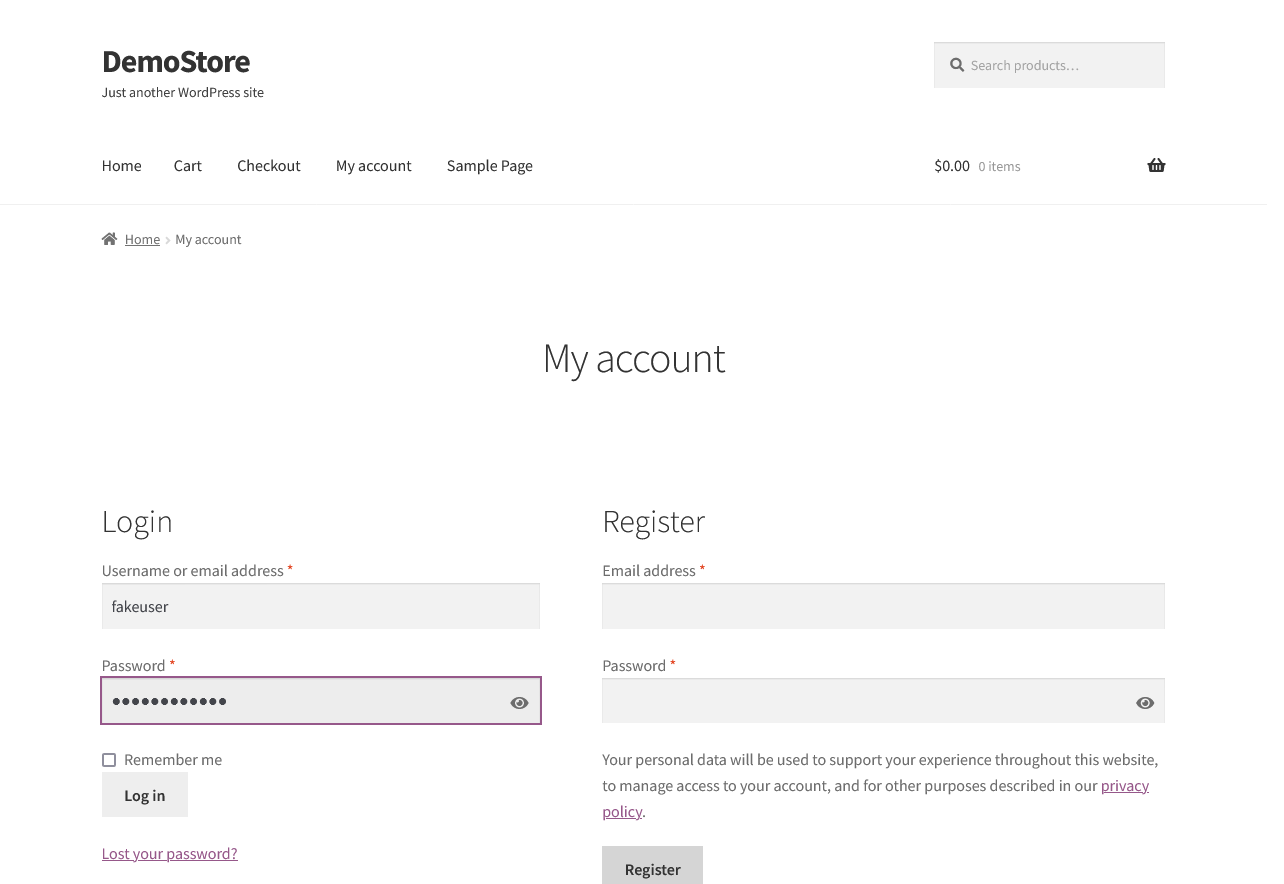 DemoStore
Just another WordPress site
Search products…
Home Cart Checkout My account Sample Page
$0.00 0 items
Home My account
My account
Login
Username or email address *
fakeuser
Password *
••••••••••••
Remember me
Log in
Lost your password?
Register
Email address *
Password *
Your personal data will be used to support your experience throughout this website,
to manage access to your account, and for other purposes described in our privacy
policy.
Register